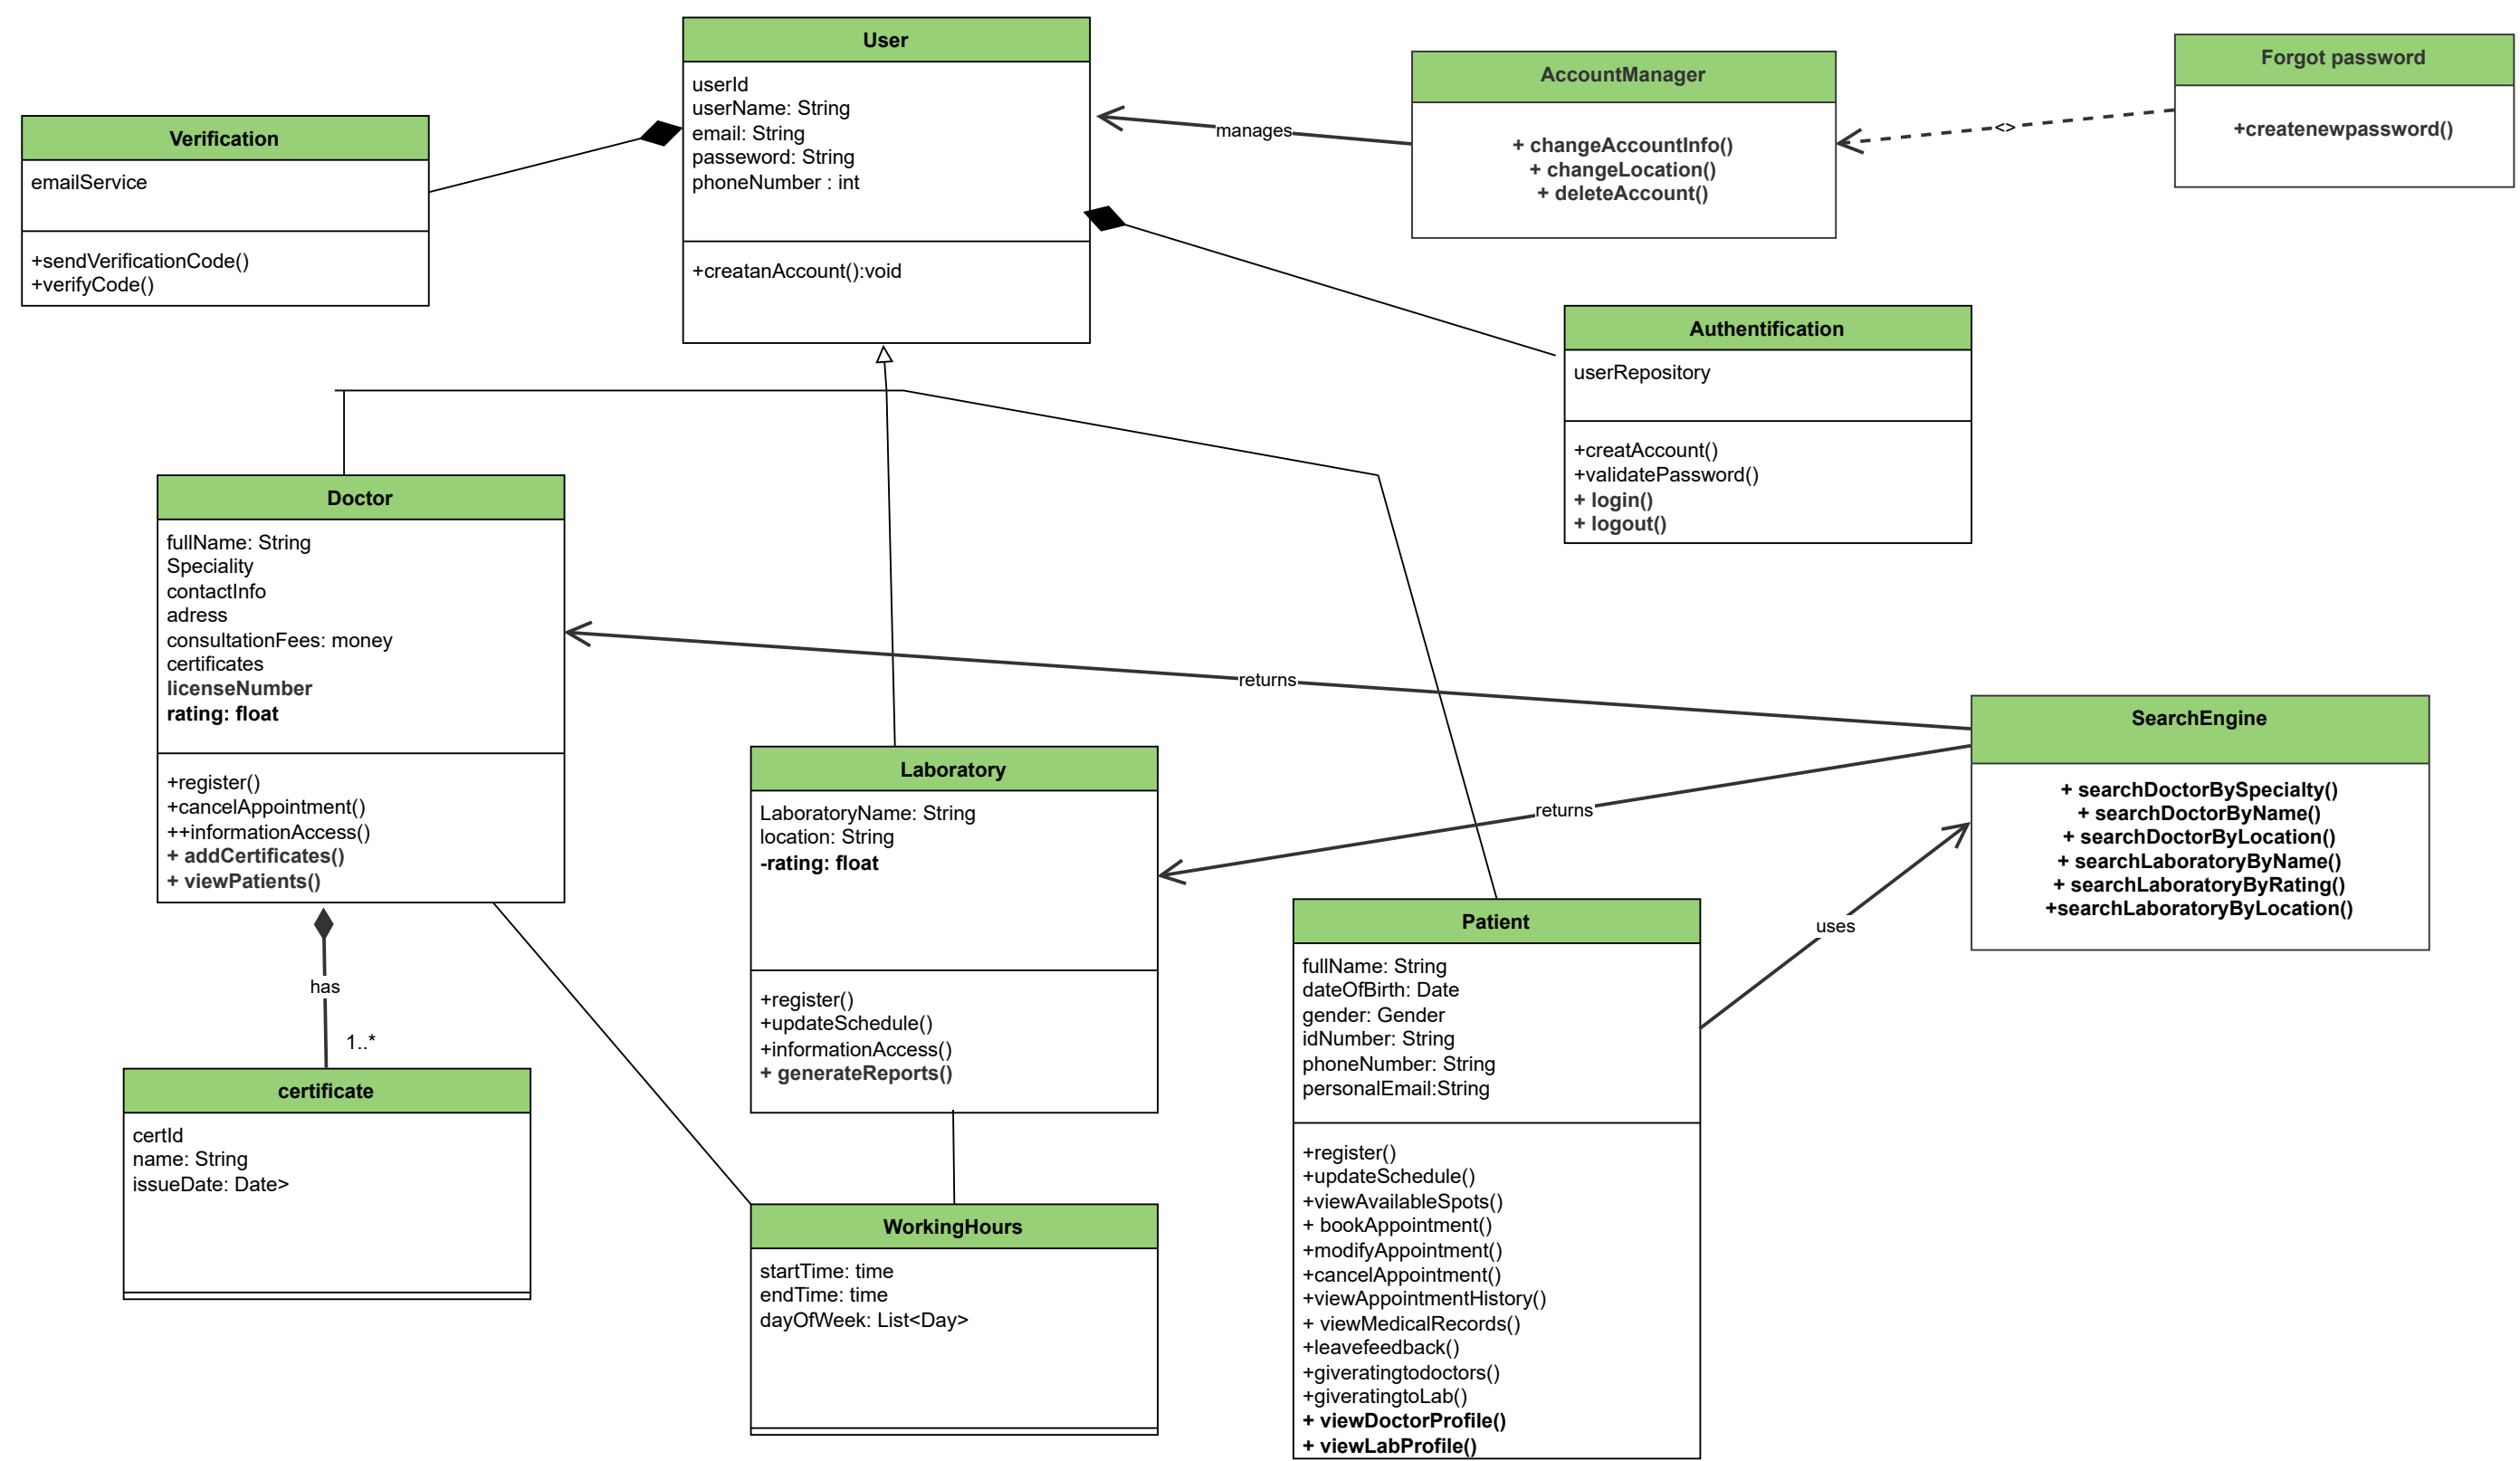 User
userId
userName: String
email: String
passeword: String
phoneNumber : int
+creatanAccount():void
Verification
emailService
+sendVerificationCode()
+verifyCode()
manages
AccountManager
+ changeAccountInfo()
+ changeLocation()
+ deleteAccount()
<>
Forgot password
+createnewpassword()
Authentification
userRepository
+creatAccount()
+validatePassword()
+ login()
+ logout()
Doctor
fullName: String
Speciality
contactInfo
adress
consultationFees: money
certificates
licenseNumber
rating: float
+register()
+cancelAppointment()
++informationAccess()
+ addCertificates()
+ viewPatients()
returns
returns
SearchEngine
+ searchDoctorBySpecialty()
+ searchDoctorByName()
+ searchDoctorByLocation()
+ searchLaboratoryByName()
+ searchLaboratoryByRating()
+searchLaboratoryByLocation()
Laboratory
LaboratoryName: String
location: String
-rating: float
+register()
+updateSchedule()
+informationAccess()
+ generateReports()
uses
Patient
fullName: String
dateOfBirth: Date
gender: Gender
idNumber: String
phoneNumber: String
personalEmail:String
+register()
+updateSchedule()
+viewAvailableSpots()
+ bookAppointment()
+modifyAppointment()
+cancelAppointment()
+viewAppointmentHistory()
+ viewMedicalRecords()
+leavefeedback()
+giveratingtodoctors()
+giveratingtoLab()
+ viewDoctorProfile()
+ viewLabProfile()
has
1..*
certificate
certId
name: String
issueDate: Date>
WorkingHours
startTime: time
endTime: time
dayOfWeek: List<Day>